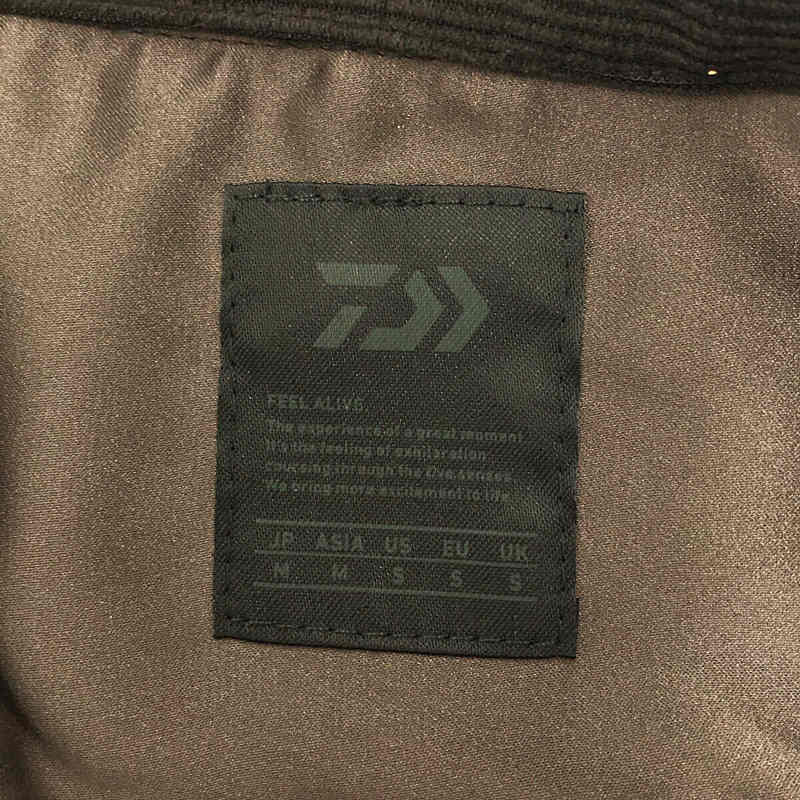 FEEL ALIVE.
The experience of a great moment.
It's the feeling of exhilaration
coursing through the five senses.
We bring more excitement to life.
JP ASIA US EU UK
M M S S S